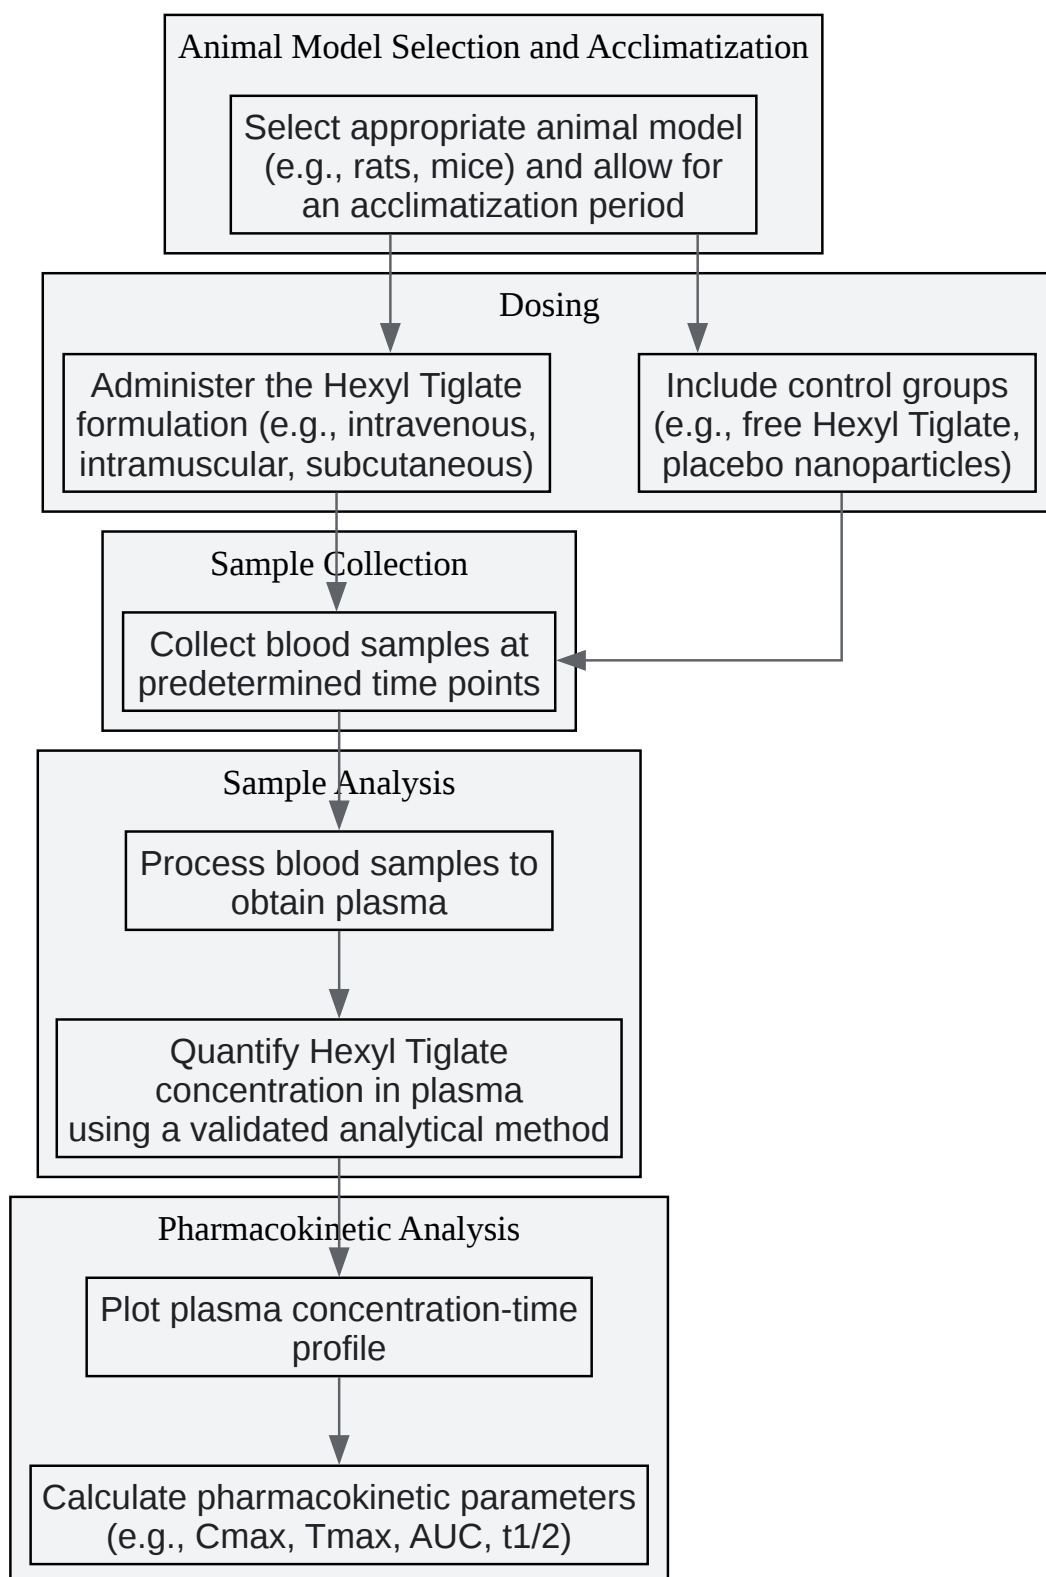 Animal Model Selection and Acclimatization
Select appropriate animal model
(e.g., rats, mice) and allow for
an acclimatization period
Dosing
Administer the Hexyl Tiglate
formulation (e.g., intravenous,
intramuscular, subcutaneous)
Include control groups
(e.g., free Hexyl Tiglate,
placebo nanoparticles)
Sample Collection
Collect blood samples at
predetermined time points
Sample Analysis
Process blood samples to
obtain plasma
Quantify Hexyl Tiglate
concentration in plasma
using a validated analytical method
Pharmacokinetic Analysis
Plot plasma concentration-time
profile
Calculate pharmacokinetic parameters
(e.g., Cmax, Tmax, AUC, t1/2)